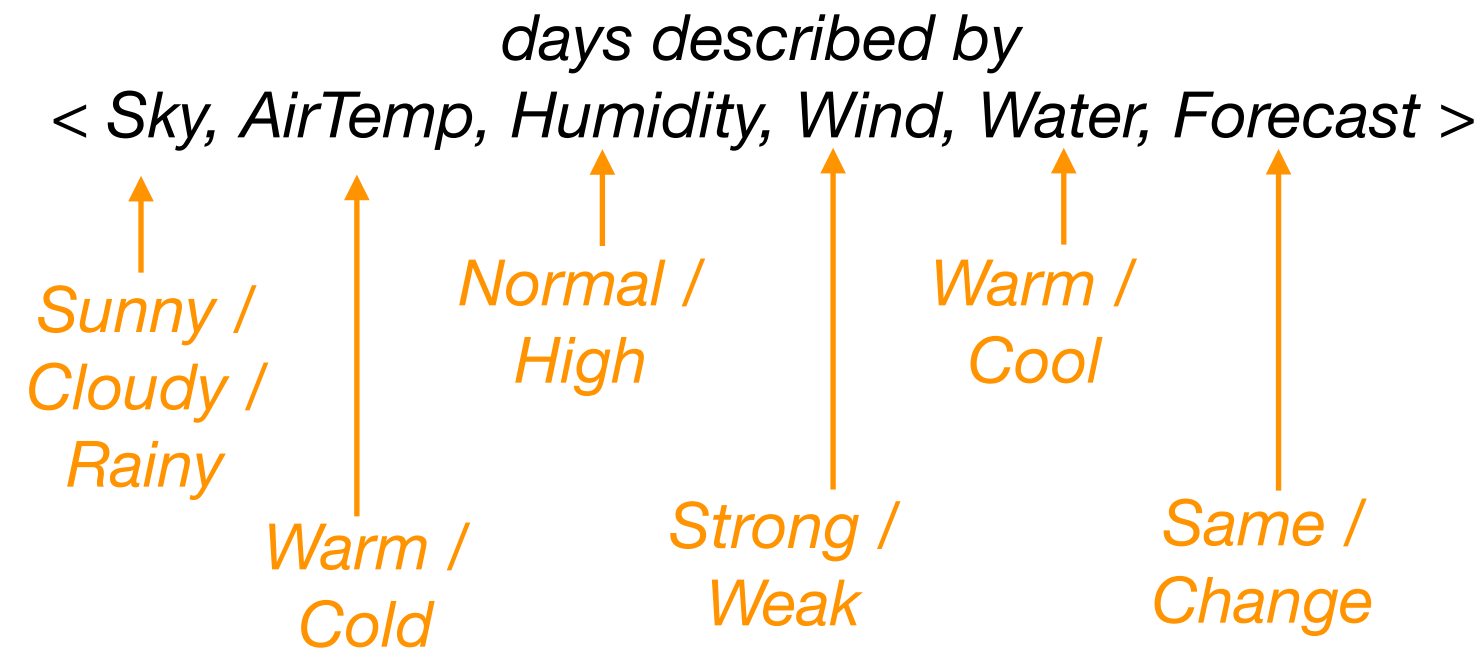 days described by
< Sky, AirTemp, Humidity, Wind, Water, Forecast >
Sunny /
Cloudy /
Rainy
Warm /
Cold
Normal /
High
Strong /
Weak
Warm /
Cool
Same /
Change